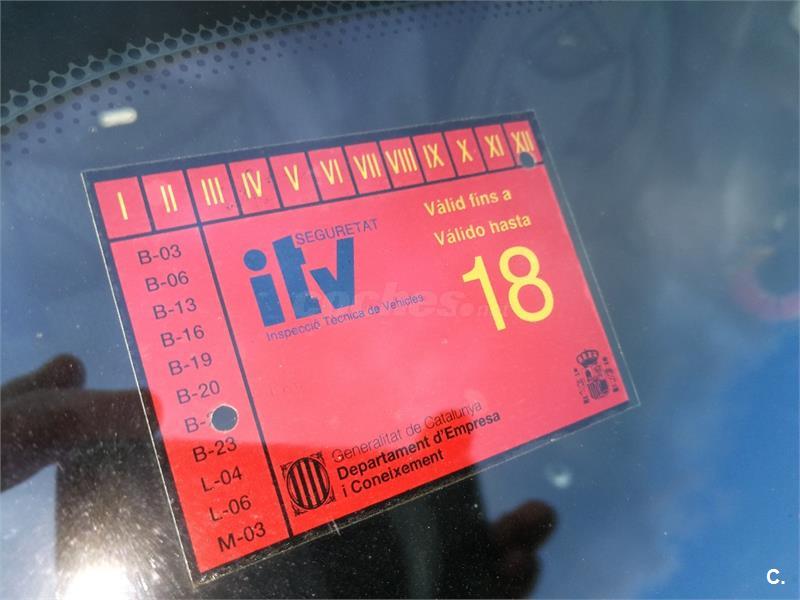 I II III IV V VI VII VIII IX X XI XII
B-03
B-06
B-13
B-16
B-19
B-20
B-23
L-04
L-06
M-03
SEGURETAT
itv
Inspecció Tècnica de Vehicles
Vàlid fins a
Válido hasta
18
Generalitat de Catalunya
Departament d'Empresa
i Coneixement
C.